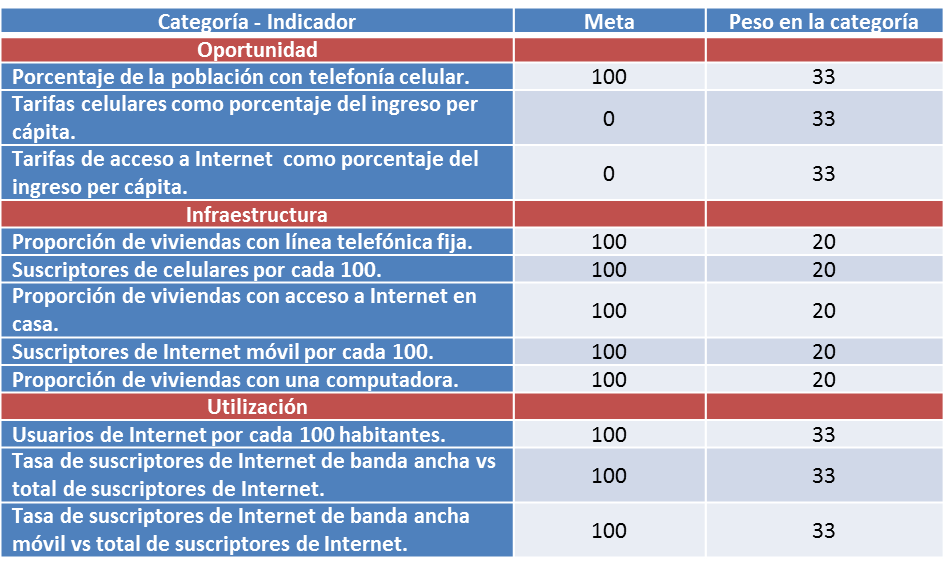 Categoría - Indicador Meta Peso en la categoría
Oportunidad
Porcentaje de la población con telefonía celular. 100 33
Tarifas celulares como porcentaje del ingreso per
cápita. 0 33
Tarifas de acceso a Internet como porcentaje del
ingreso per cápita. 0 33
Infraestructura
Proporción de viviendas con línea telefónica fija. 100 20
Suscriptores de celulares por cada 100. 100 20
Proporción de viviendas con acceso a Internet en
casa. 100 20
Suscriptores de Internet móvil por cada 100. 100 20
Proporción de viviendas con una computadora. 100 20
Utilización
Usuarios de Internet por cada 100 habitantes. 100 33
Tasa de suscriptores de Internet de banda ancha vs
total de suscriptores de Internet. 100 33
Tasa de suscriptores de Internet de banda ancha
móvil vs total de suscriptores de Internet. 100 33